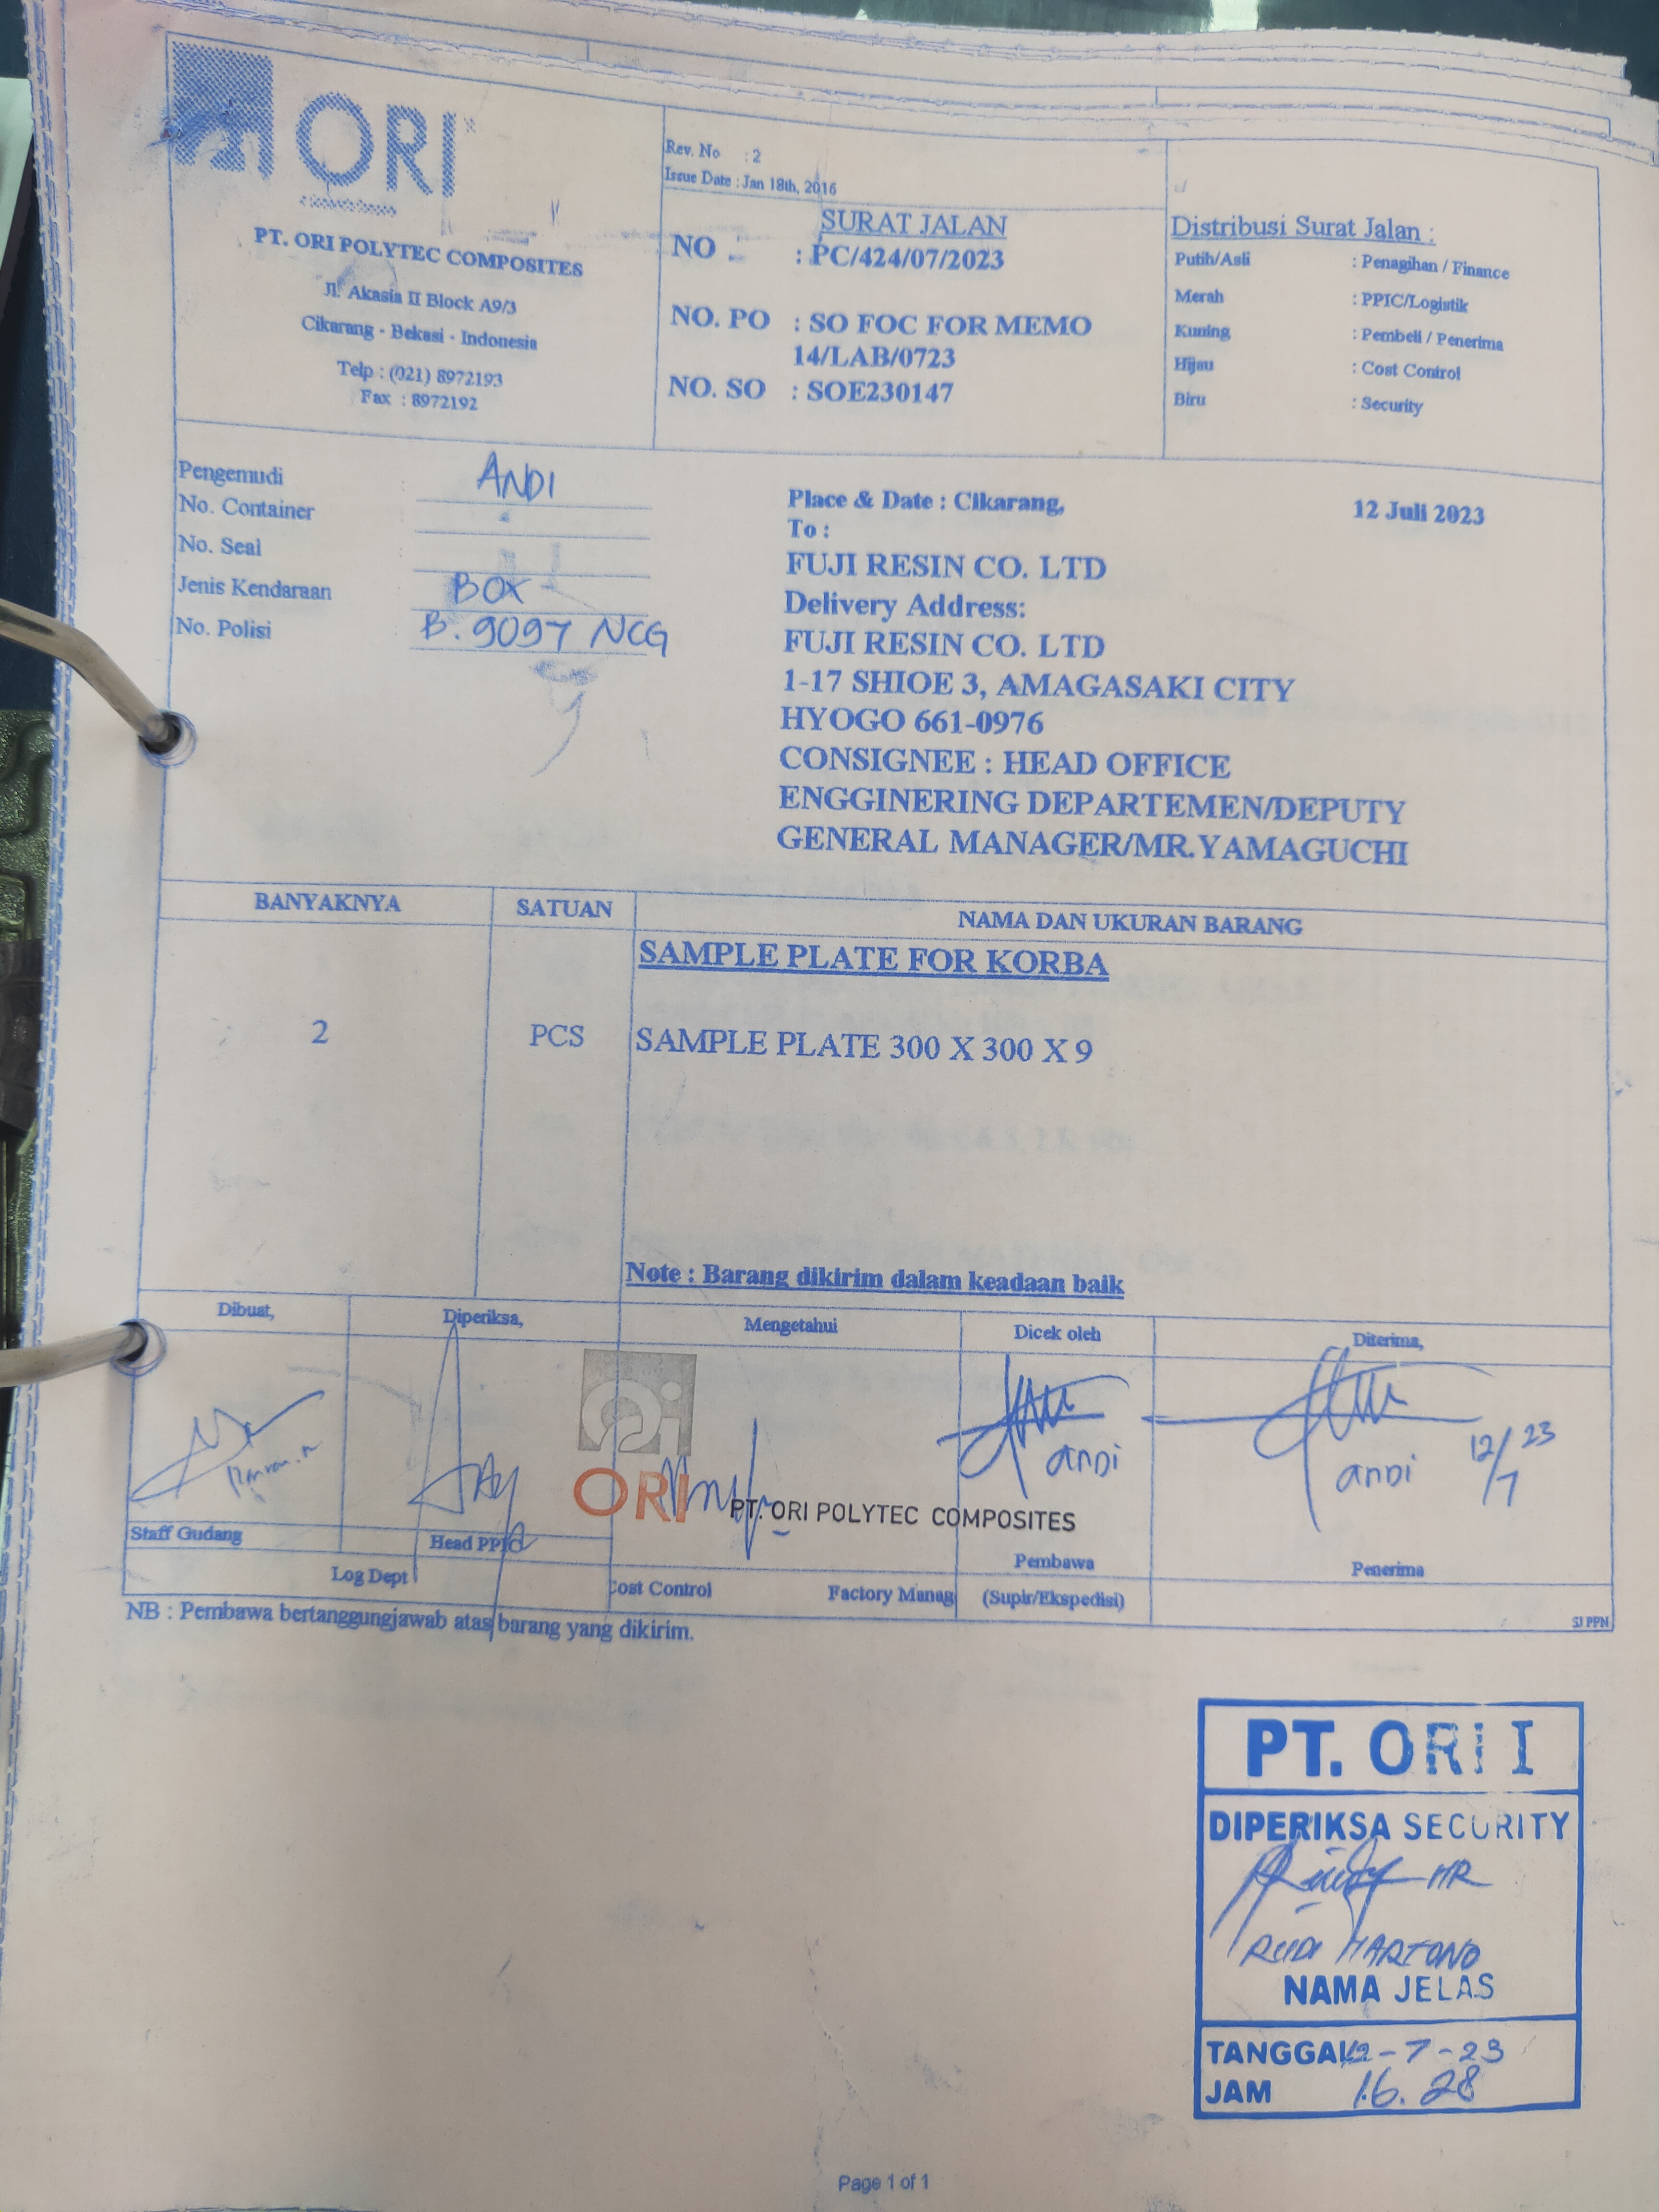 ORI
PT. ORI POLYTEC COMPOSITES
Jl. Akasia II Block A9/3
Cikarang - Bekasi - Indonesia
Telp : (021) 8972193
Fax : 8972192
Rev. No : 2
Issue Date : Jan 18th, 2016
SURAT JALAN
NO : PC/424/07/2023
NO. PO : SO FOC FOR MEMO
14/LAB/0723
NO. SO : SOE230147
Distribusi Surat Jalan :
Putih/Asli : Penagihan / Finance
Merah : PPIC/Logistik
Kuning : Pembeli / Penerima
Hijau : Cost Control
Biru : Security
Pengemudi : ANDI
No. Container
No. Seal :
Jenis Kendaraan BOX
No. Polisi : B. 9097 NCG
Place & Date : Cikarang, 12 Juli 2023
To :
FUJI RESIN CO. LTD
Delivery Address:
FUJI RESIN CO. LTD
1-17 SHIOE 3, AMAGASAKI CITY
HYOGO 661-0976
CONSIGNEE : HEAD OFFICE
ENGGINERING DEPARTEMEN/DEPUTY
GENERAL MANAGER/MR.YAMAGUCHI
BANYAKNYA SATUAN NAMA DAN UKURAN BARANG
SAMPLE PLATE FOR KORBA
2 PCS SAMPLE PLATE 300 X 300 X 9
Note : Barang dikirim dalam keadaan baik
Dibuat, Diperiksa, Mengetahui Dicek oleh Diterima,
ANDI ANDI 12/7 23
ORI PT. ORI POLYTEC COMPOSITES
Staff Gudang Head PPIC Pembawa Penerima
Log Dept Cost Control Factory Manag (Supir/Ekspedisi)
SJ PPN
NB : Pembawa bertanggungjawab atas barang yang dikirim.
PT. ORI I
DIPERIKSA SECURITY
RUDI HARTONO
NAMA JELAS
TANGGAL 12-7-23
JAM 16.28
Page 1 of 1